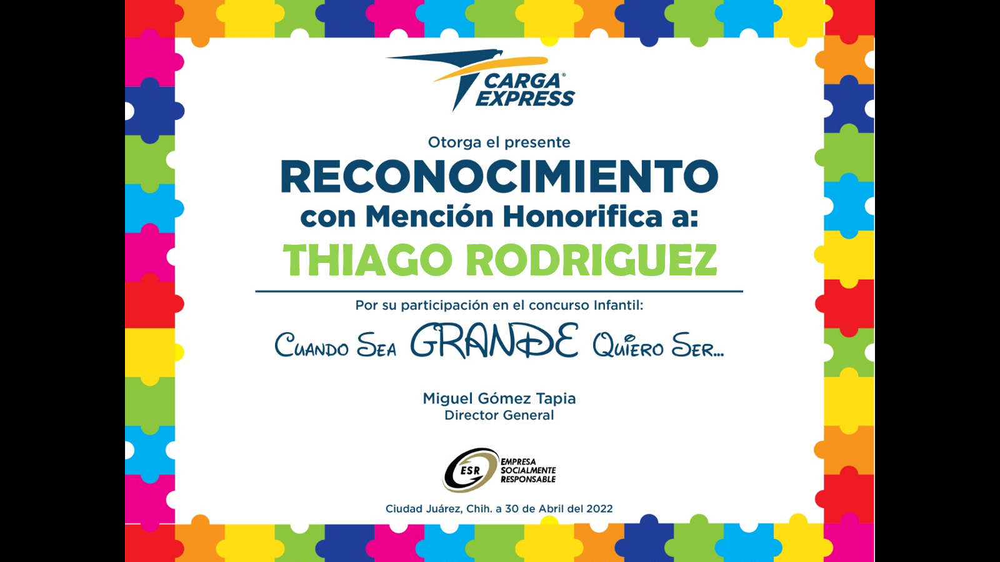 CARGA®
EXPRESS
Otorga el presente
RECONOCIMIENTO
con Mención Honorifica a:
THIAGO RODRIGUEZ
Por su participación en el concurso Infantil:
Cuando Sea GRANDE Quiero Ser...
Miguel Gómez Tapia
Director General
ESR
EMPRESA
SOCIALMENTE
RESPONSABLE
Ciudad Juárez, Chih. a 30 de Abril del 2022